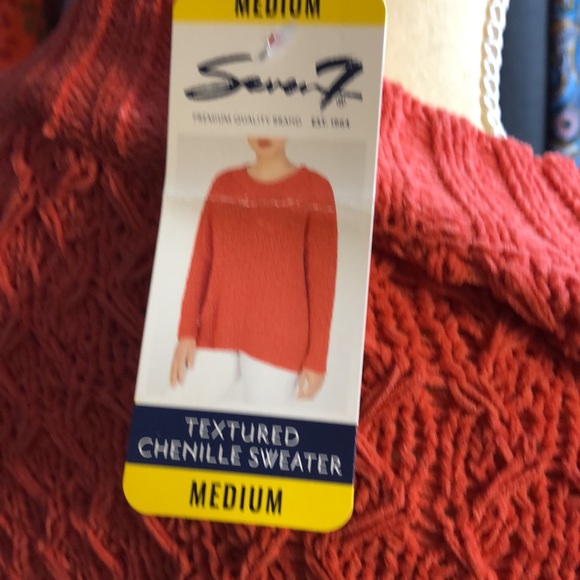 MEDIUM
Seven7
PREMIUM QUALITY BRAND EST. 1984
TEXTURED
CHENILLE SWEATER
MEDIUM